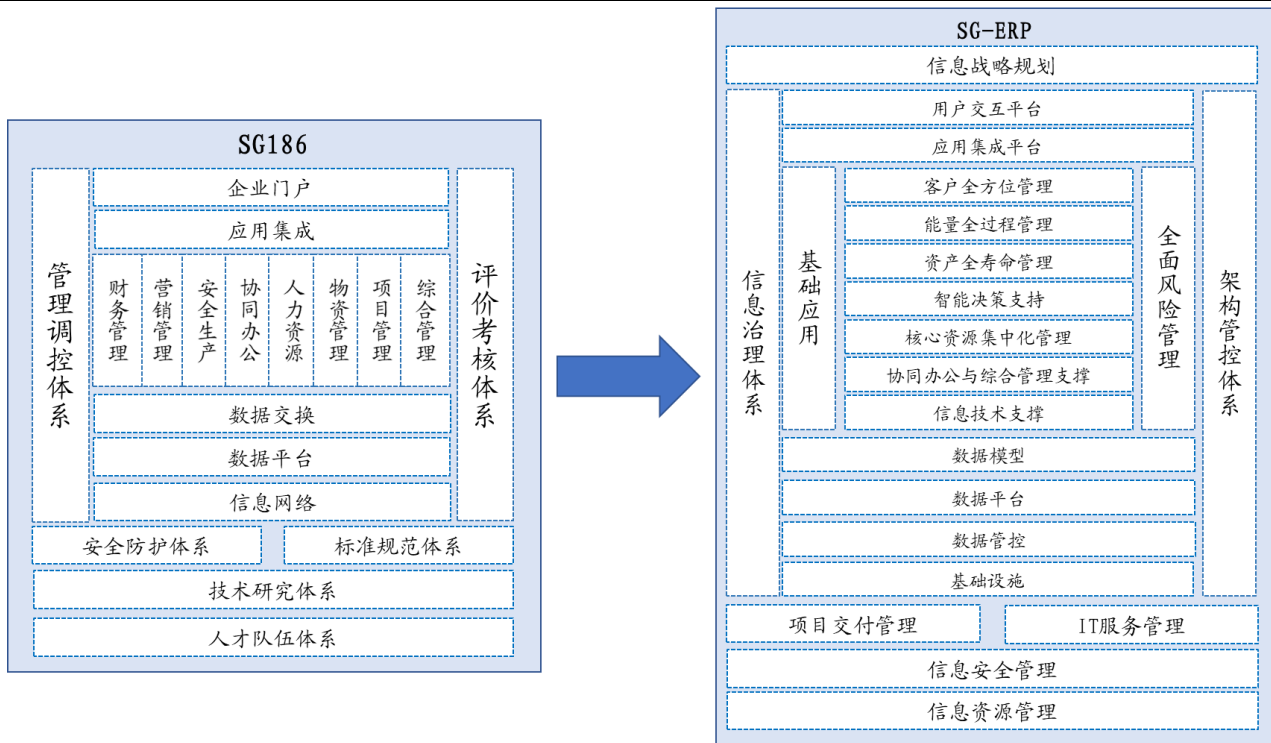 SG186
管理调控体系
企业门户
应用集成
财务管理
营销管理
安全生产
协同办公
人力资源
物资管理
项目管理
综合管理
数据交换
数据平台
信息网络
评价考核体系
安全防护体系
标准规范体系
技术研究体系
人才队伍体系
SG-ERP
信息战略规划
信息治理体系
用户交互平台
应用集成平台
基础应用
客户全方位管理
能量全过程管理
资产全寿命管理
智能决策支持
核心资源集中化管理
协同办公与综合管理支撑
信息技术支撑
全面风险管理
数据模型
数据平台
数据管控
基础设施
架构管控体系
项目交付管理
IT服务管理
信息安全管理
信息资源管理